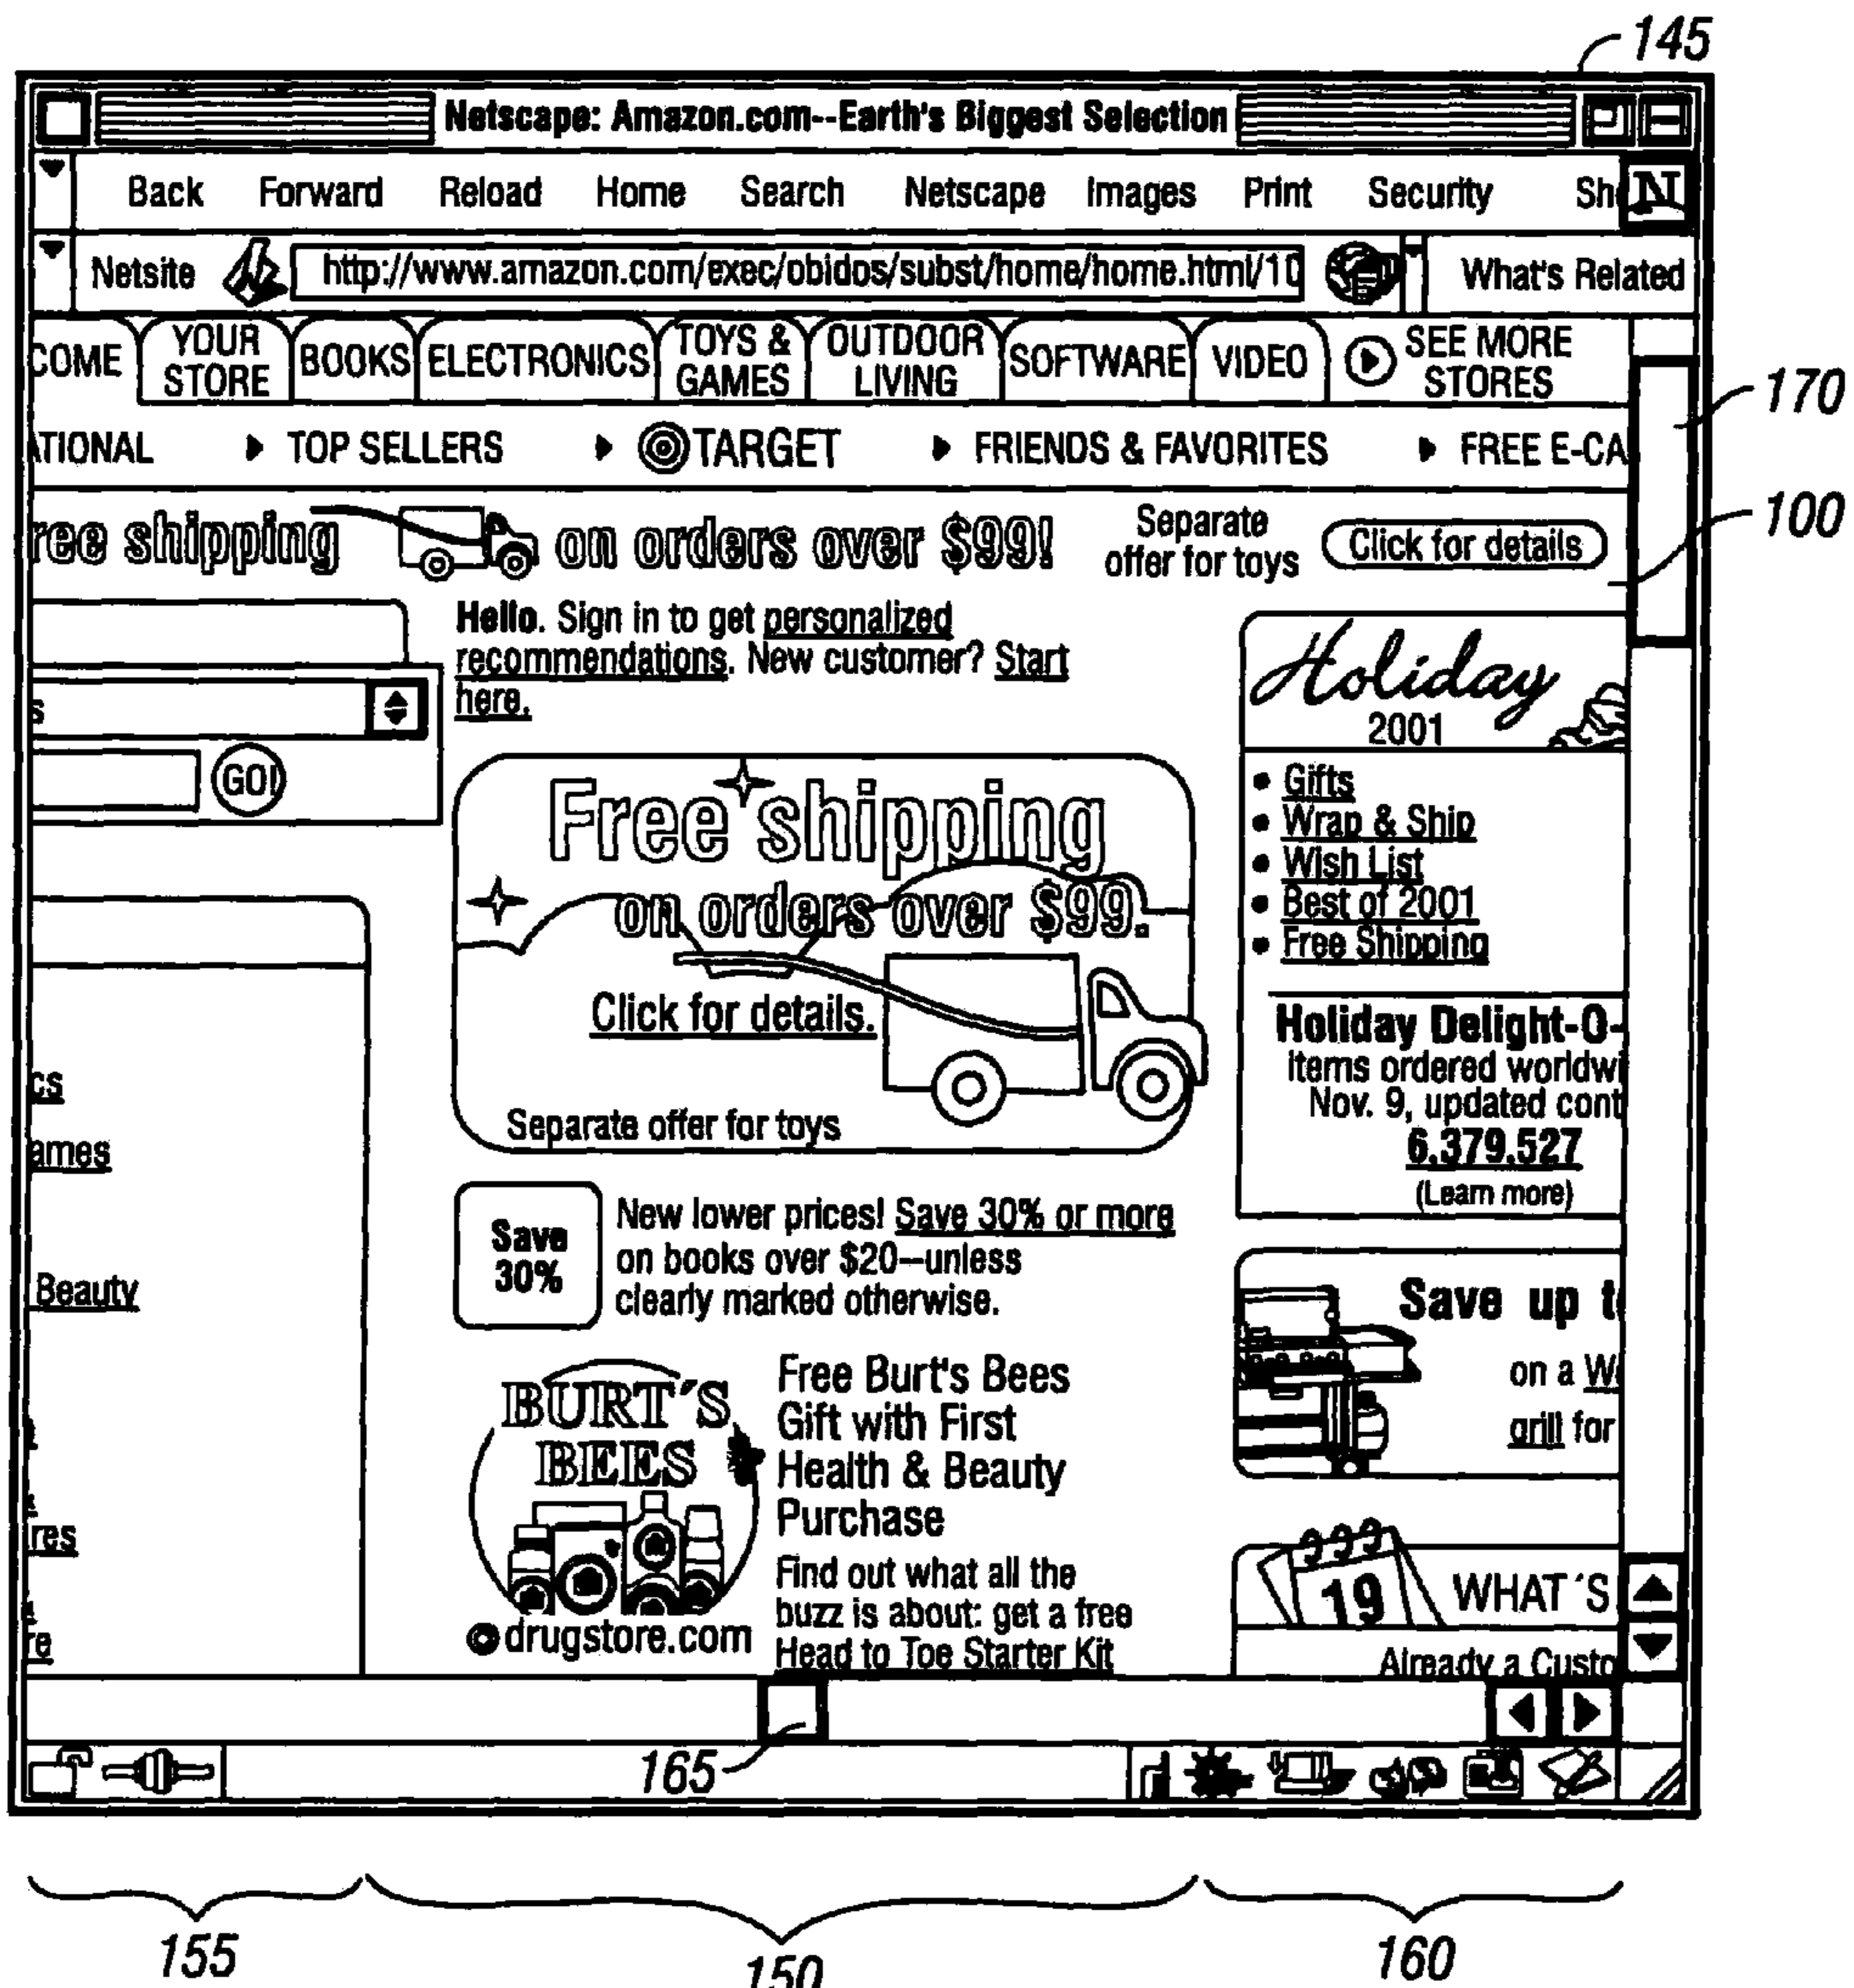 145
Netscape: Amazon.com--Earth's Biggest Selection
Back Forward Reload Home Search Netscape Images Print Security Sh
N
Netsite http://www.amazon.com/exec/obidos/subst/home/home.html/10 What's Related
COME YOUR STORE BOOKS ELECTRONICS TOYS & GAMES OUTDOOR LIVING SOFTWARE VIDEO SEE MORE STORES
170
ATIONAL TOP SELLERS TARGET FRIENDS & FAVORITES FREE E-CA
100
ree shipping on orders over $99! Separate offer for toys Click for details
s
GO!
cs
ames
Beauty
res
re
Hello. Sign in to get personalized
recommendations. New customer? Start
here.
Free shipping
on orders over $99.
Click for details.
Separate offer for toys
Save
30%
New lower prices! Save 30% or more
on books over $20--unless
clearly marked otherwise.
BURT'S
BEES
drugstore.com
Free Burt's Bees
Gift with First
Health & Beauty
Purchase
Find out what all the
buzz is about: get a free
Head to Toe Starter Kit
Holiday
2001
• Gifts
• Wrap & Ship
• Wish List
• Best of 2001
• Free Shipping
Holiday Delight-O-
Items ordered worldwi
Nov. 9, updated cont
6.379.527
(Learn more)
Save up t
on a W
grill for
19
WHAT'S
Already a Custo
165
155
150
160